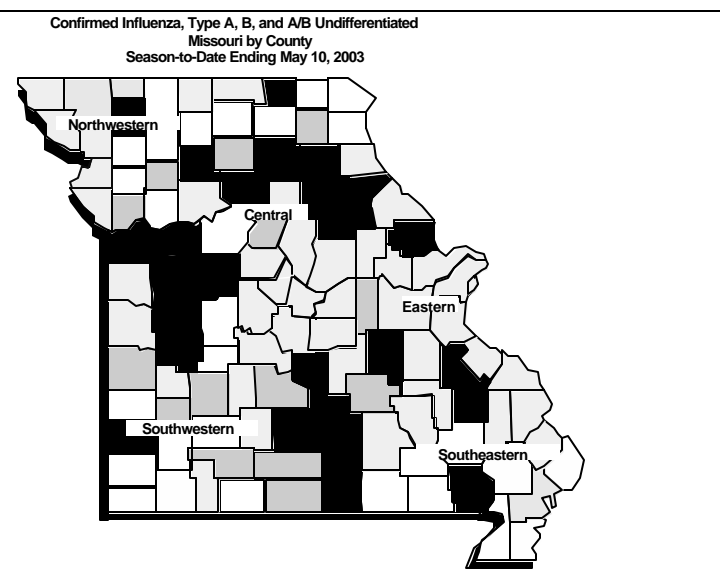 Confirmed Influenza, Type A, B, and A/B Undifferentiated
Missouri by County
Season-to-Date Ending May 10, 2003
Northwestern
Central
Eastern
Southwestern
Southeastern